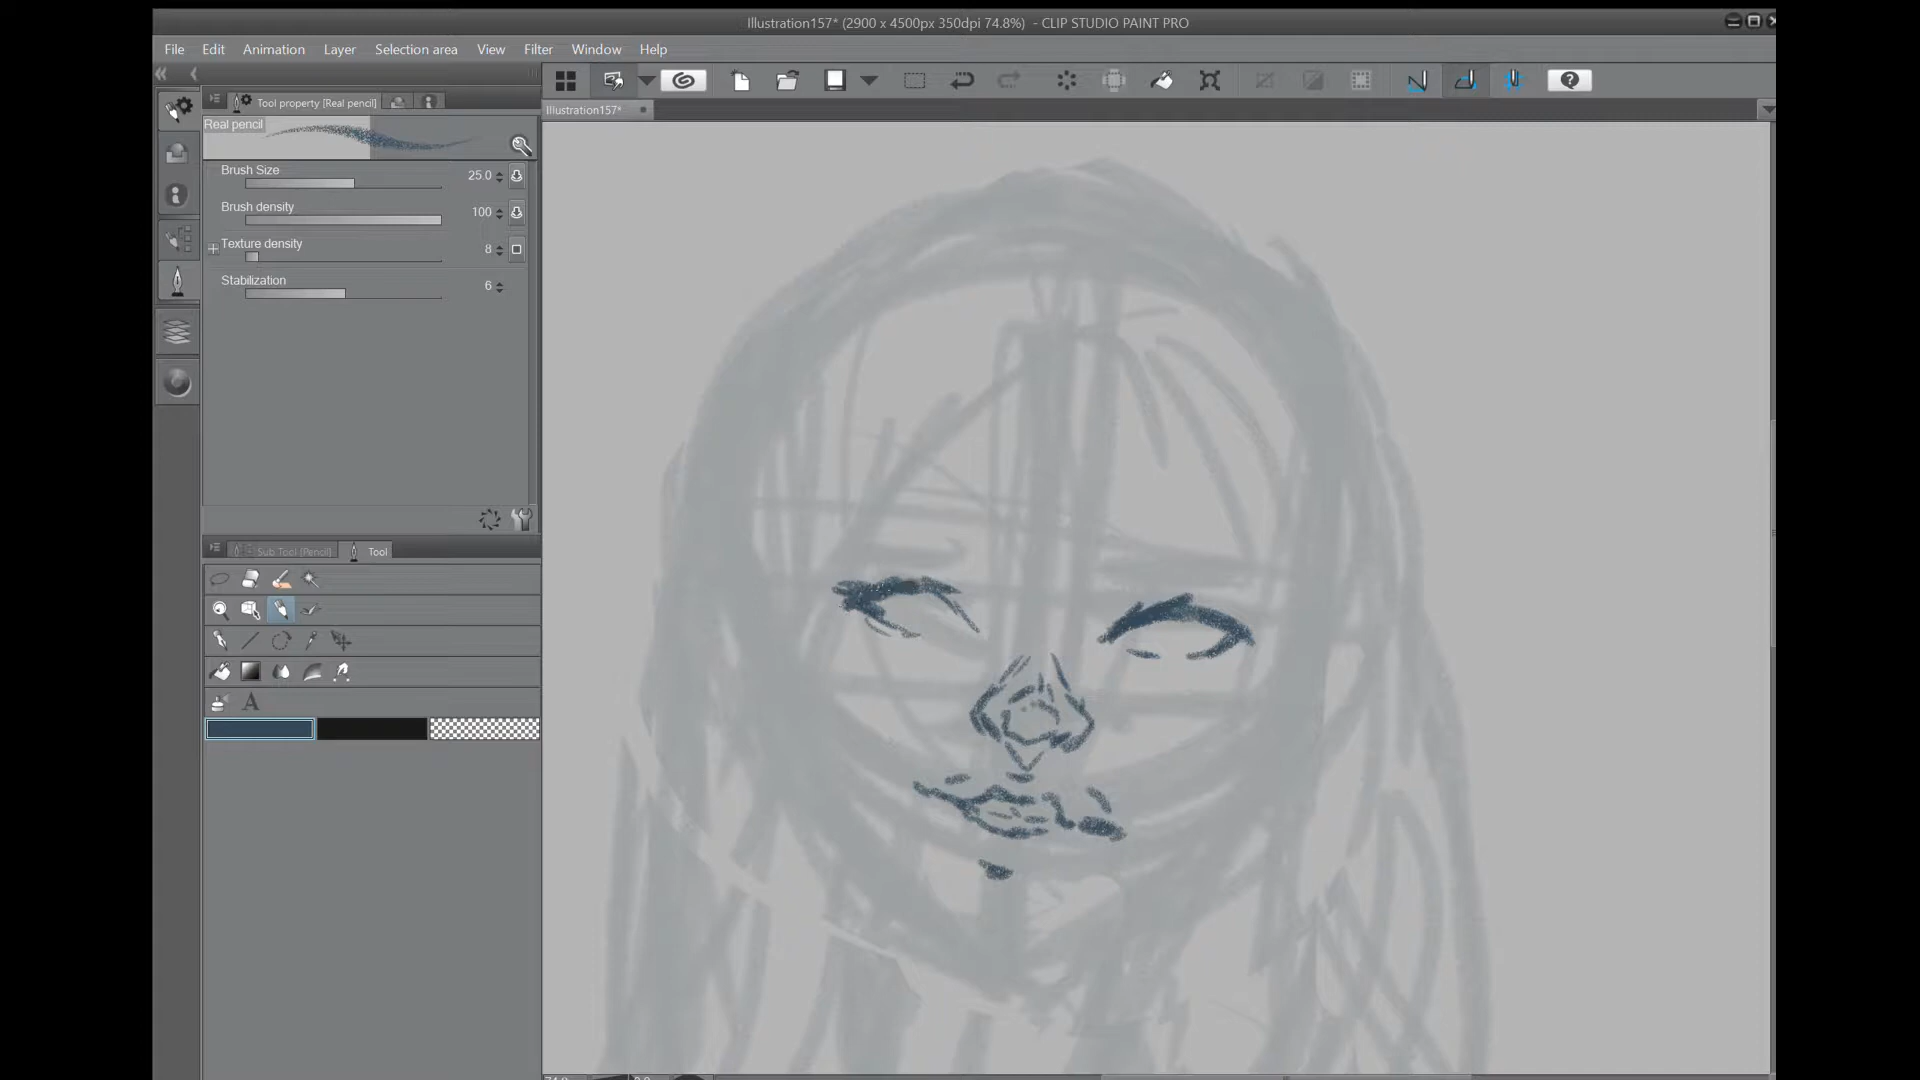 Illustration157* (2900 x 4500px 350dpi 74.8%) - CLIP STUDIO PAINT PRO
File Edit Animation Layer Selection area View Filter Window Help
Tool property [Real pencil]
Illustration157*
Real pencil
Brush Size 25.0
Brush density 100
Texture density 8
Stabilization 6
Sub Tool [Pencil] Tool
A